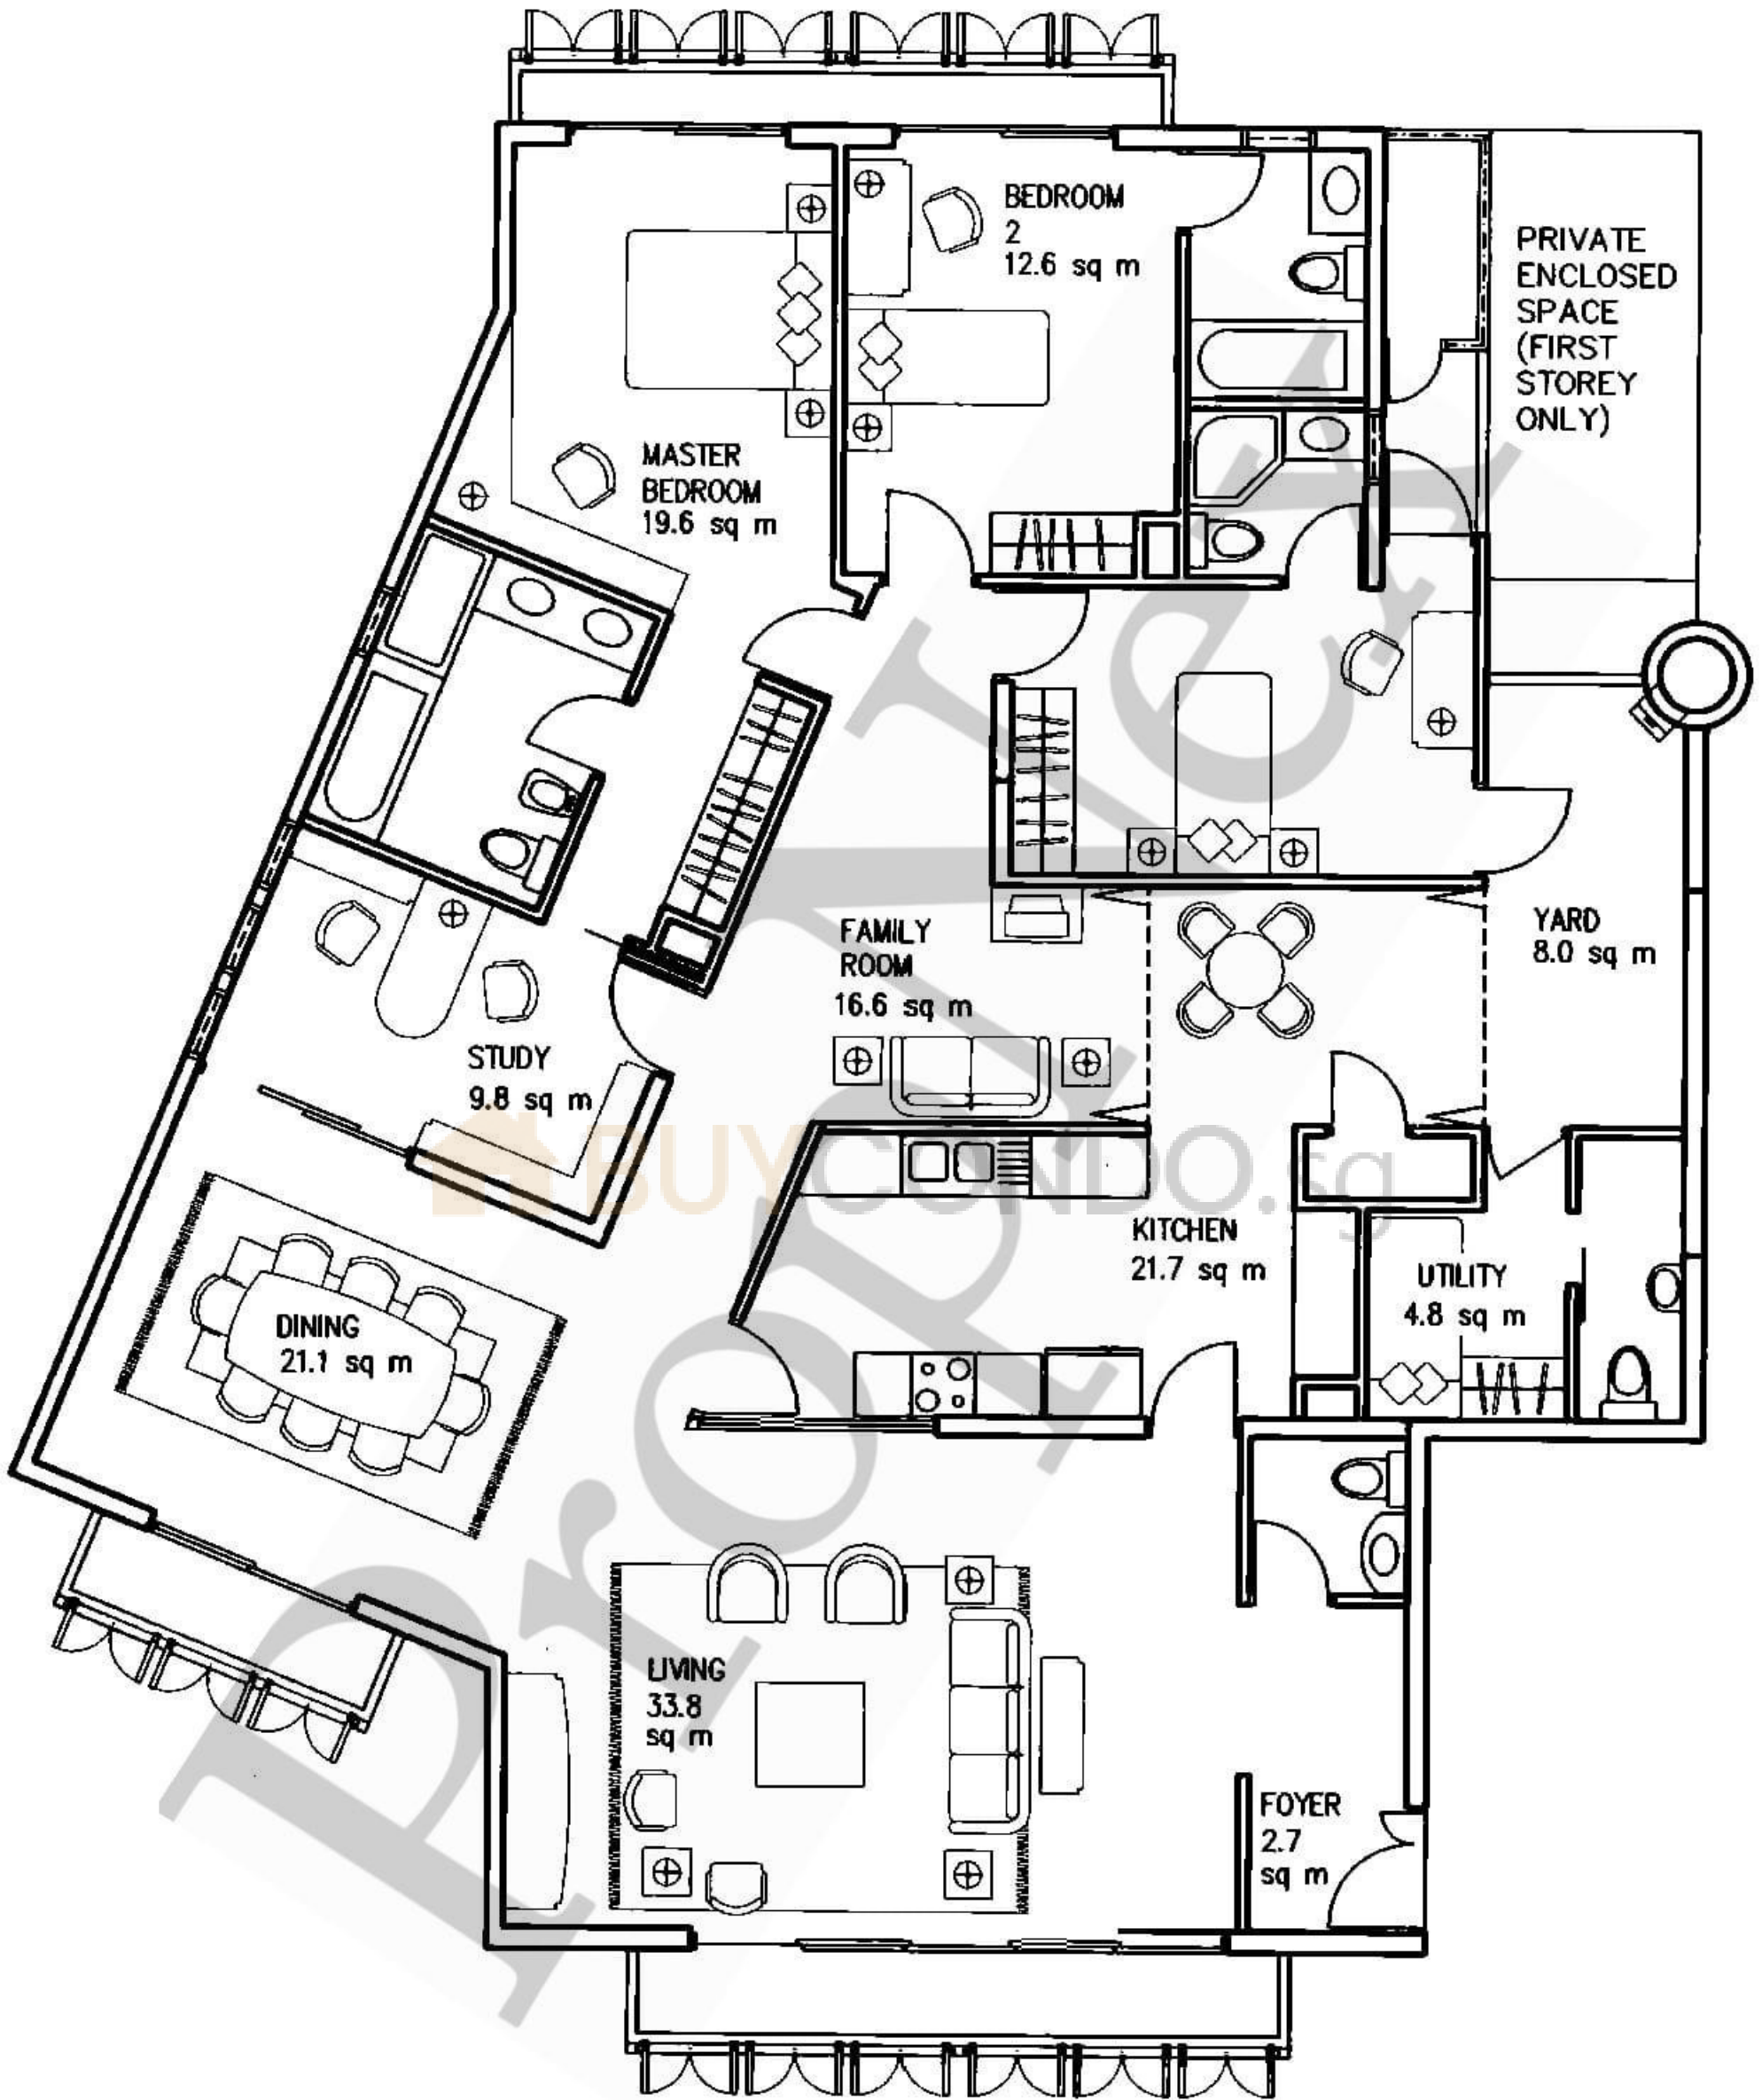 BEDROOM
2
12.6 sq m
PRIVATE
ENCLOSED
SPACE
(FIRST
STOREY
ONLY)
MASTER
BEDROOM
19.6 sq m
FAMILY
ROOM
16.6 sq m
YARD
8.0 sq m
STUDY
9.8 sq m
BUYCONDO.sg
KITCHEN
21.7 sq m
UTILITY
4.8 sq m
DINING
21.1 sq m
LIVING
33.8
sq m
FOYER
2.7
sq m
PropNex